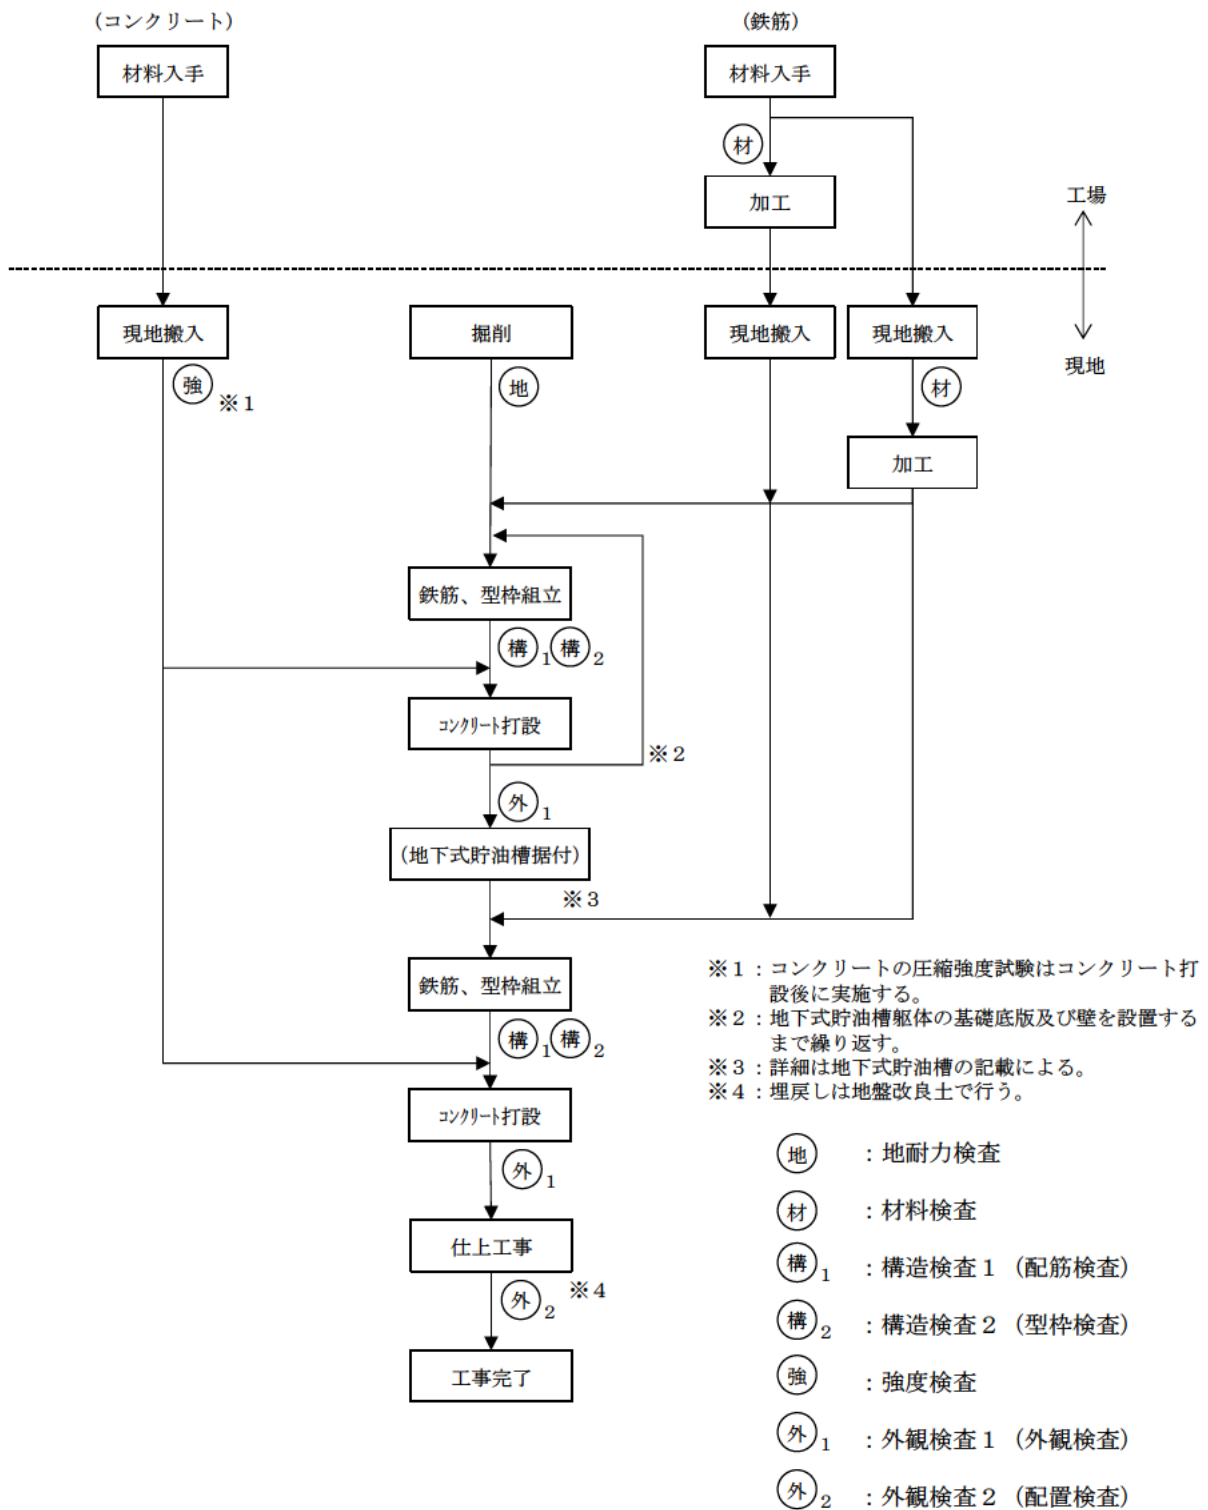 (コンクリート)
(鉄筋)
材料入手
材料入手
材
加工
工場
現地搬入
掘削
現地搬入
現地搬入
現地
強
※1
地
材
加工
鉄筋、型枠組立
構1構2
コンクリート打設
※2
外1
(地下式貯油槽据付)
※3
鉄筋、型枠組立
構1構2
コンクリート打設
外1
仕上工事
外2
※4
工事完了
※1:コンクリートの圧縮強度試験はコンクリート打
設後に実施する。
※2:地下式貯油槽躯体の基礎底版及び壁を設置する
まで繰り返す。
※3:詳細は地下式貯油槽の記載による。
※4:埋戻しは地盤改良土で行う。
地 :地耐力検査
材 :材料検査
構1 :構造検査1 (配筋検査)
構2 :構造検査2 (型枠検査)
強 :強度検査
外1 :外観検査1 (外観検査)
外2 :外観検査2 (配置検査)